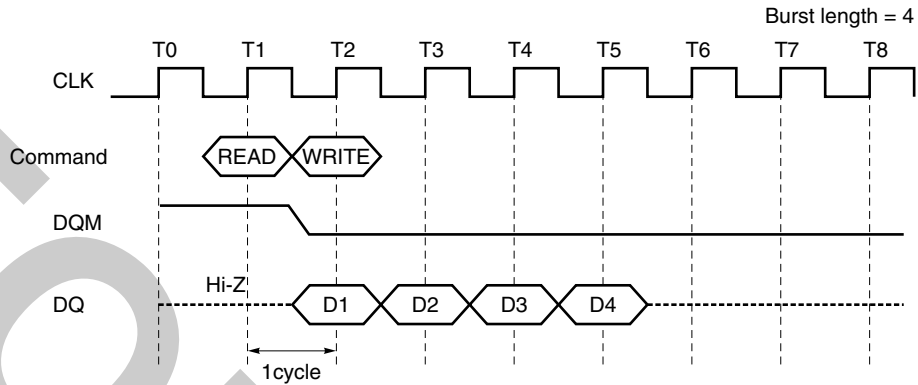 Burst length = 4
T0 T1 T2 T3 T4 T5 T6 T7 T8
CLK
Command READ WRITE
DQM
Hi-Z
DQ D1 D2 D3 D4
1cycle